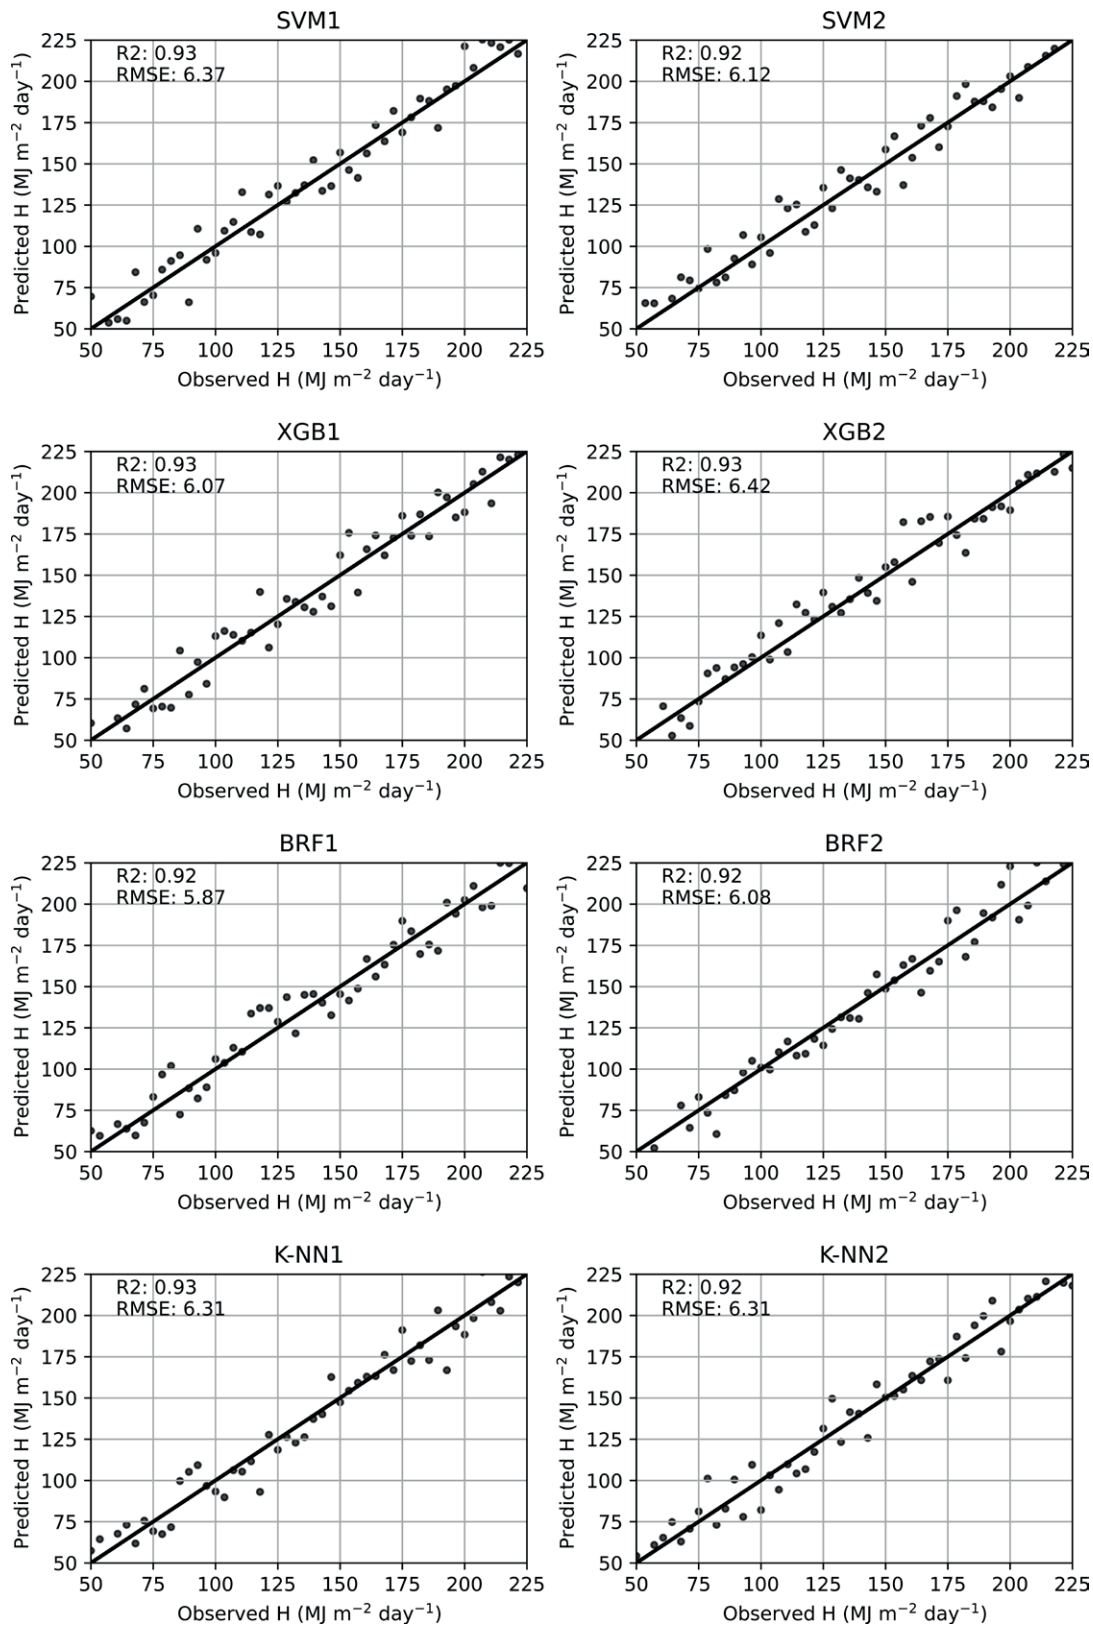 SVM1
R2: 0.93
RMSE: 6.37
Predicted H (MJ m⁻² day⁻¹)
225
200
175
150
125
100
75
50
50 75 100 125 150 175 200 225
Observed H (MJ m⁻² day⁻¹)
SVM2
R2: 0.92
RMSE: 6.12
Predicted H (MJ m⁻² day⁻¹)
225
200
175
150
125
100
75
50
50 75 100 125 150 175 200 225
Observed H (MJ m⁻² day⁻¹)
XGB1
R2: 0.93
RMSE: 6.07
Predicted H (MJ m⁻² day⁻¹)
225
200
175
150
125
100
75
50
50 75 100 125 150 175 200 225
Observed H (MJ m⁻² day⁻¹)
XGB2
R2: 0.93
RMSE: 6.42
Predicted H (MJ m⁻² day⁻¹)
225
200
175
150
125
100
75
50
50 75 100 125 150 175 200 225
Observed H (MJ m⁻² day⁻¹)
BRF1
R2: 0.92
RMSE: 5.87
Predicted H (MJ m⁻² day⁻¹)
225
200
175
150
125
100
75
50
50 75 100 125 150 175 200 225
Observed H (MJ m⁻² day⁻¹)
BRF2
R2: 0.92
RMSE: 6.08
Predicted H (MJ m⁻² day⁻¹)
225
200
175
150
125
100
75
50
50 75 100 125 150 175 200 225
Observed H (MJ m⁻² day⁻¹)
K-NN1
R2: 0.93
RMSE: 6.31
Predicted H (MJ m⁻² day⁻¹)
225
200
175
150
125
100
75
50
50 75 100 125 150 175 200 225
Observed H (MJ m⁻² day⁻¹)
K-NN2
R2: 0.92
RMSE: 6.31
Predicted H (MJ m⁻² day⁻¹)
225
200
175
150
125
100
75
50
50 75 100 125 150 175 200 225
Observed H (MJ m⁻² day⁻¹)